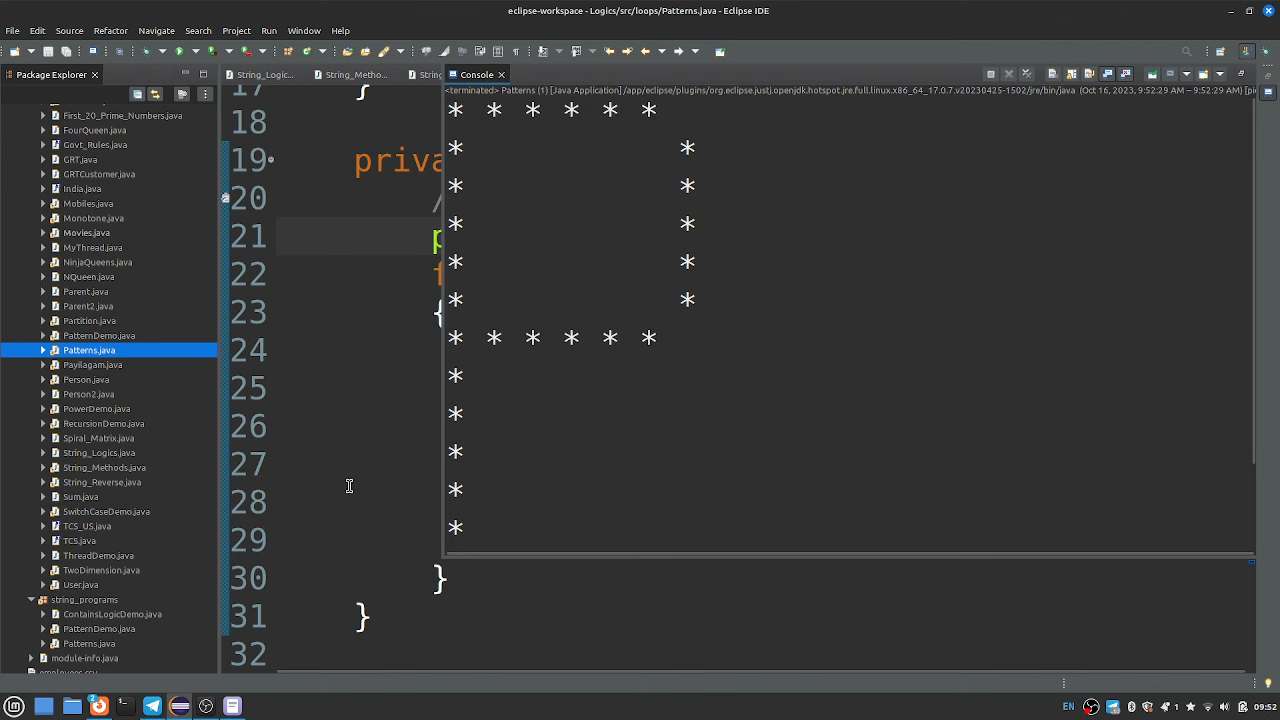 eclipse-workspace - Logics/src/loops/Patterns.java - Eclipse IDE
File Edit Source Refactor Navigate Search Project Run Window Help
Package Explorer
String_Logic...
String_Metho...
String
Console
<terminated> Patterns (1) [Java Application] /app/eclipse/plugins/org.eclipse.justj.openjdk.hotspot.jre.full.linux.x86_64_17.0.7.v20230425-1502/jre/bin/java (Oct 16, 2023, 9:52:29 AM – 9:52:29 AM) [pi
First_20_Prime_Numbers.java
FourQueen.java
Govt_Rules.java
GRT.java
GRTCustomer.java
India.java
Mobiles.java
Monotone.java
Movies.java
MyThread.java
NinjaQueens.java
NQueen.java
Parent.java
Parent2.java
Partition.java
PatternDemo.java
Patterns.java
Payilagam.java
Person.java
Person2.java
PowerDemo.java
RecursionDemo.java
Spiral_Matrix.java
String_Logics.java
String_Methods.java
String_Reverse.java
Sum.java
SwitchCaseDemo.java
TCS_US.java
TCS.java
ThreadDemo.java
TwoDimension.java
User.java
string_programs
ContainsLogicDemo.java
PatternDemo.java
Patterns.java
module-info.java
employees.csv
17 }
18
19 priva
20 /
21 p
22 f
23 {
24
25
26
27
28
29
30 }
31 }
32
* * * * * *
*           *
*           *
*           *
*           *
*           *
* * * * * *
*
*
*
*
*
2
EN
1
09:52